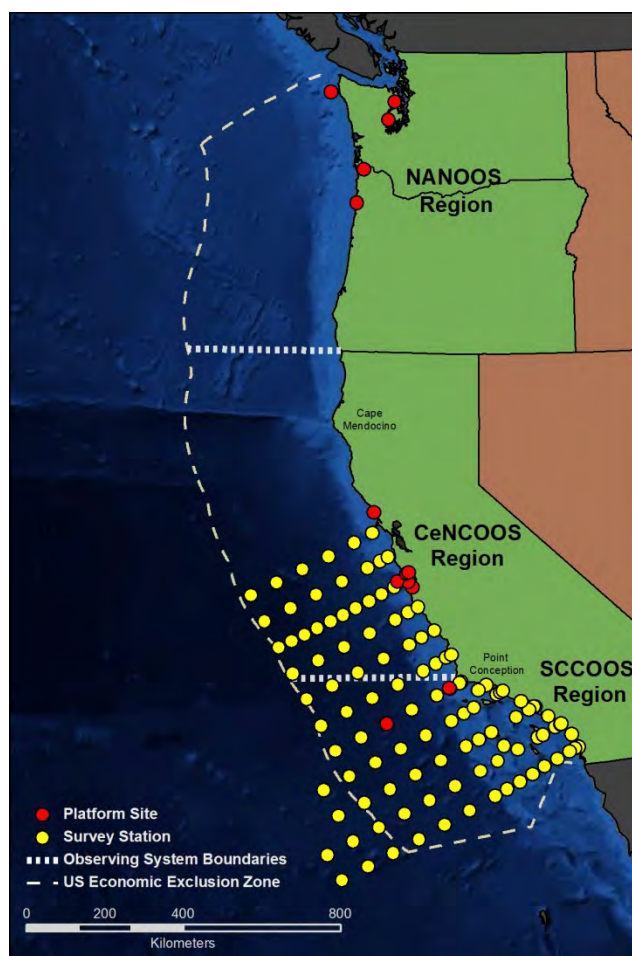 NANOOS
Region
Cape
Mendocino
CeNCOOS
Region
Point
Conception
SCCOOS
Region
Platform Site
Survey Station
Observing System Boundaries
US Economic Exclusion Zone
0 200 400 800
Kilometers